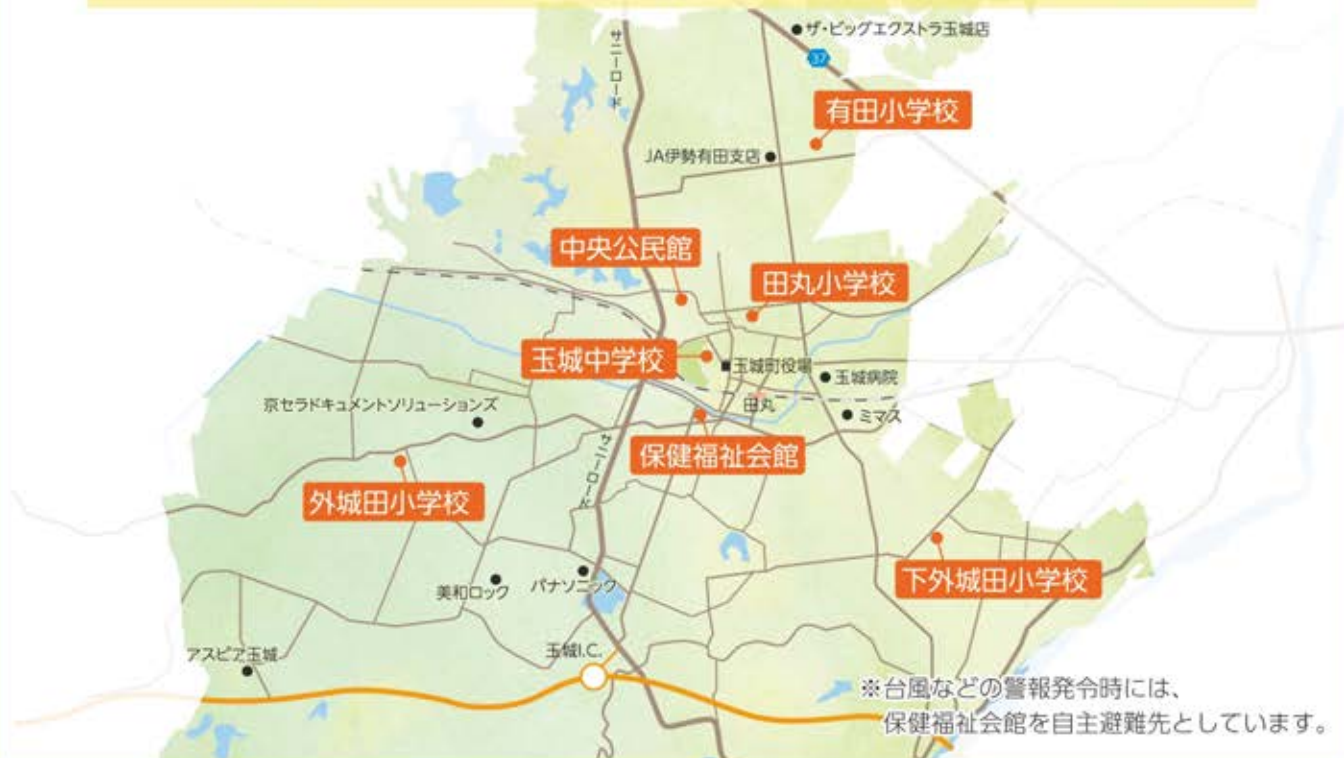 ザ・ビッグエクストラ玉城店
サニーロード
37
有田小学校
JA伊勢有田支店
中央公民館
田丸小学校
玉城中学校
玉城町役場
玉城病院
京セラドキュメントソリューションズ
田丸
ミマス
サニーロード
保健福祉会館
外城田小学校
下外城田小学校
美和ロック
パナソニック
アスピア玉城
玉城I.C.
※台風などの警報発令時には、
保健福祉会館を自主避難先としています。